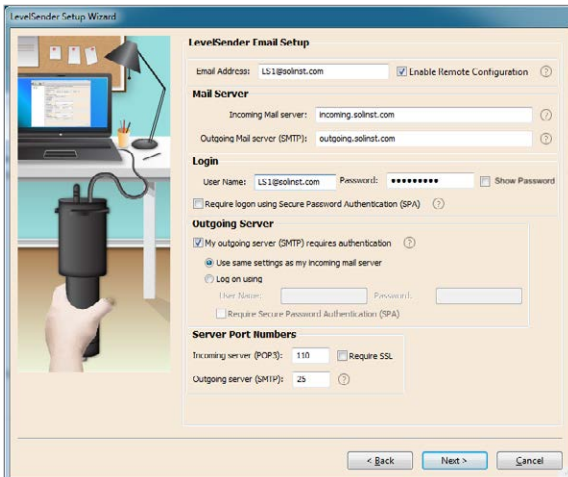 LevelSender Setup Wizard
LevelSender Email Setup
Email Address: LS1@solinst.com Enable Remote Configuration ?
Mail Server
Incoming Mail server: incoming.solinst.com ?
Outgoing Mail server (SMTP): outgoing.solinst.com ?
Login
User Name: LS1@solinst.com Password: ••••••••• Show Password
Require logon using Secure Password Authentication (SPA) ?
Outgoing Server
My outgoing server (SMTP) requires authentication ?
Use same settings as my incoming mail server
Log on using
User Name: Password:
Require Secure Password Authentication (SPA)
Server Port Numbers
Incoming server (POP3): 110 Require SSL
Outgoing server (SMTP): 25 ?
< Back Next > Cancel